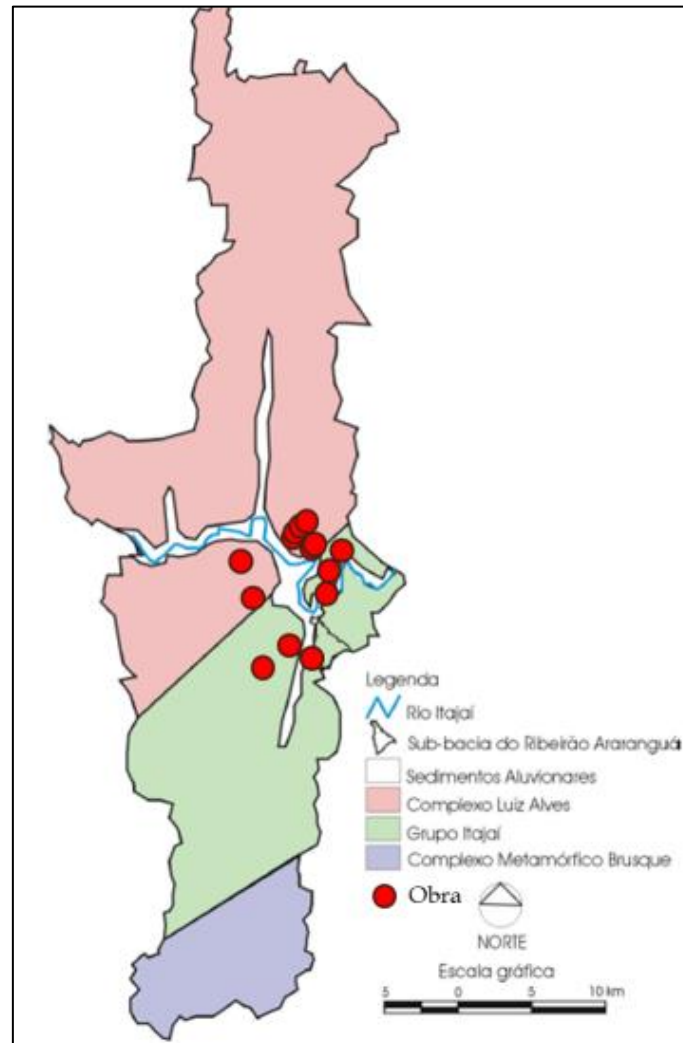 Legenda
Rio Itajaí
Sub-bacia do Ribeirão Araranguá
Sedimentos Aluvionares
Complexo Luiz Alves
Grupo Itajaí
Complexo Metamórfico Brusque
Obra
NORTE
Escala gráfica
5 0 5 10 km